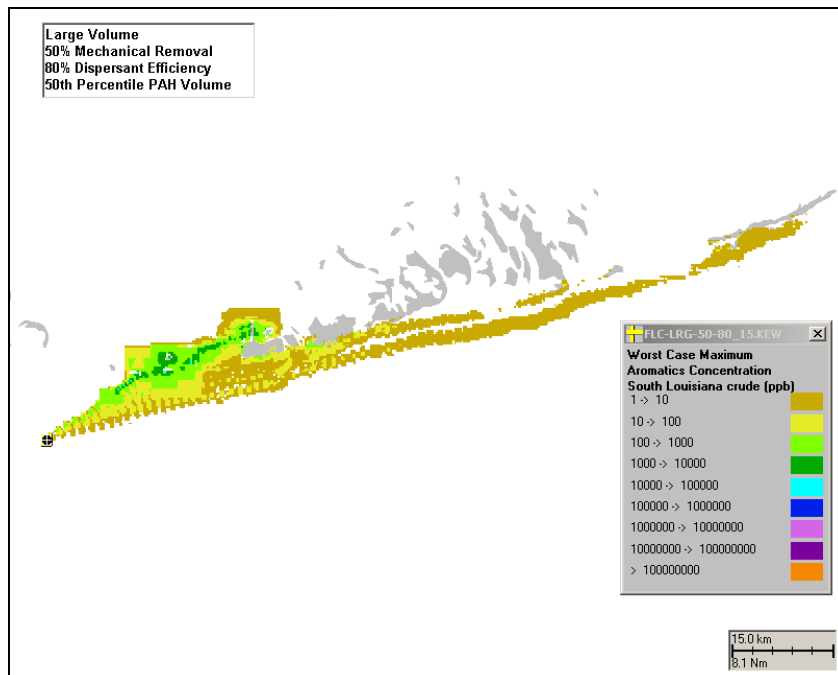 Large Volume
50% Mechanical Removal
80% Dispersant Efficiency
50th Percentile PAH Volume
FLC-LRG-50-80_15.KEW
Worst Case Maximum
Aromatics Concentration
South Louisiana crude (ppb)
1 -> 10
10 -> 100
100 -> 1000
1000 -> 10000
10000 -> 100000
100000 -> 1000000
1000000 -> 10000000
10000000 -> 100000000
> 100000000
15.0 km
8.1 Nm